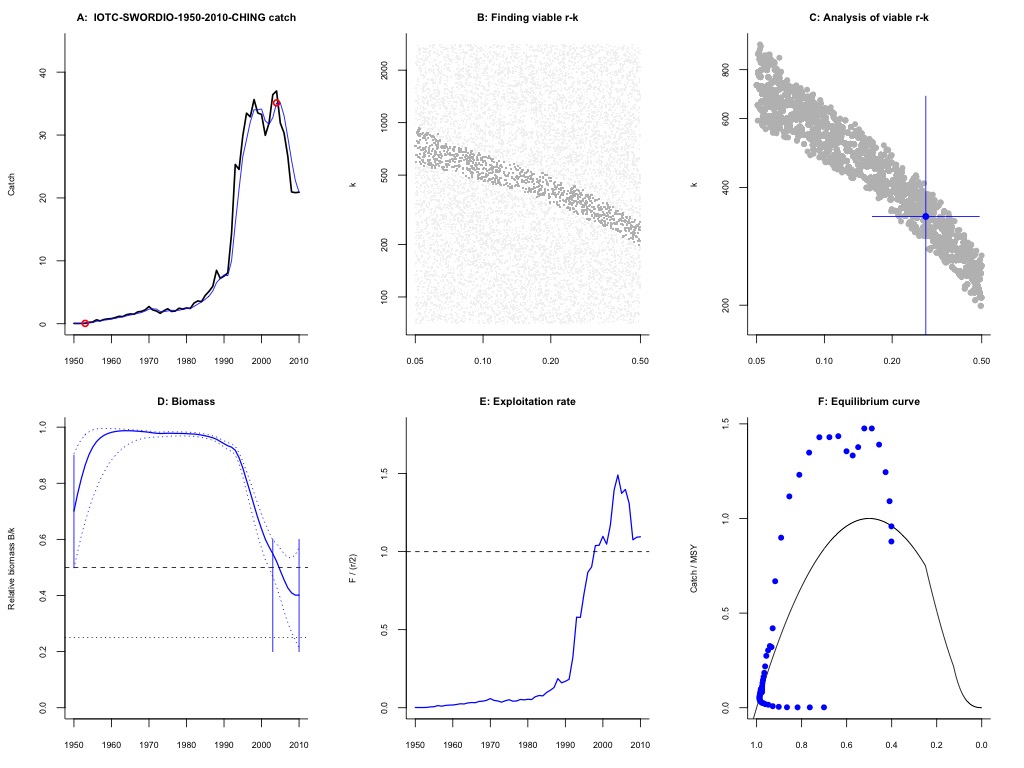 A: IOTC-SWORDIO-1950-2010-CHING catch
Catch
0
10
20
30
40
1950 1960 1970 1980 1990 2000 2010
B: Finding viable r-k
k
100
200
500
1000
2000
0.05 0.10 0.20 0.50
C: Analysis of viable r-k
k
200
400
600
800
0.05 0.10 0.20 0.50
D: Biomass
Relative biomass B/k
0.0
0.2
0.4
0.6
0.8
1.0
1950 1960 1970 1980 1990 2000 2010
E: Exploitation rate
F / (r/2)
0.0
0.5
1.0
1.5
1950 1960 1970 1980 1990 2000 2010
F: Equilibrium curve
Catch / MSY
0.0
0.5
1.0
1.5
1.0 0.8 0.6 0.4 0.2 0.0